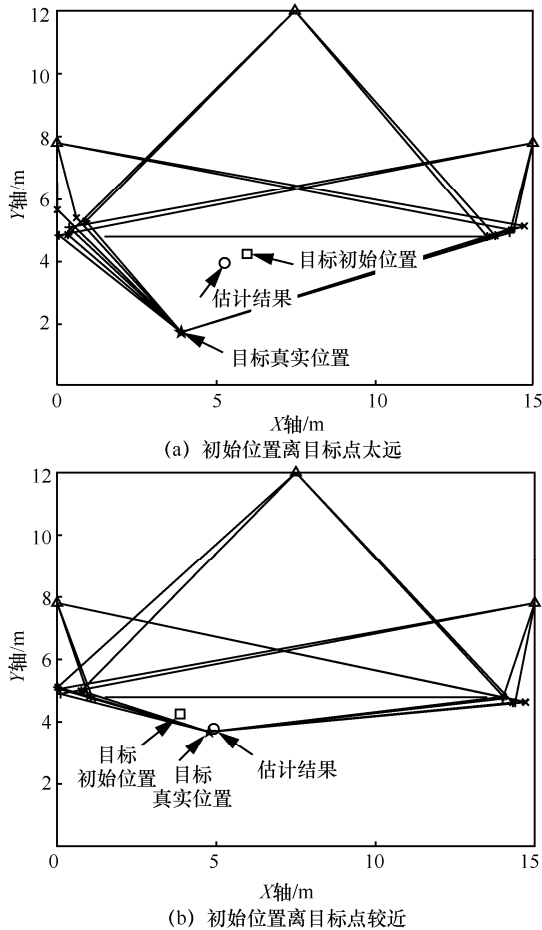 12
10
8
6
4
2
Y轴/m
目标初始位置
估计结果
目标真实位置
0 5 10 15
X轴/m
(a) 初始位置离目标点太远
12
10
8
6
4
2
Y轴/m
目标
初始位置
目标
真实位置
估计结果
0 5 10 15
X轴/m
(b) 初始位置离目标点较近